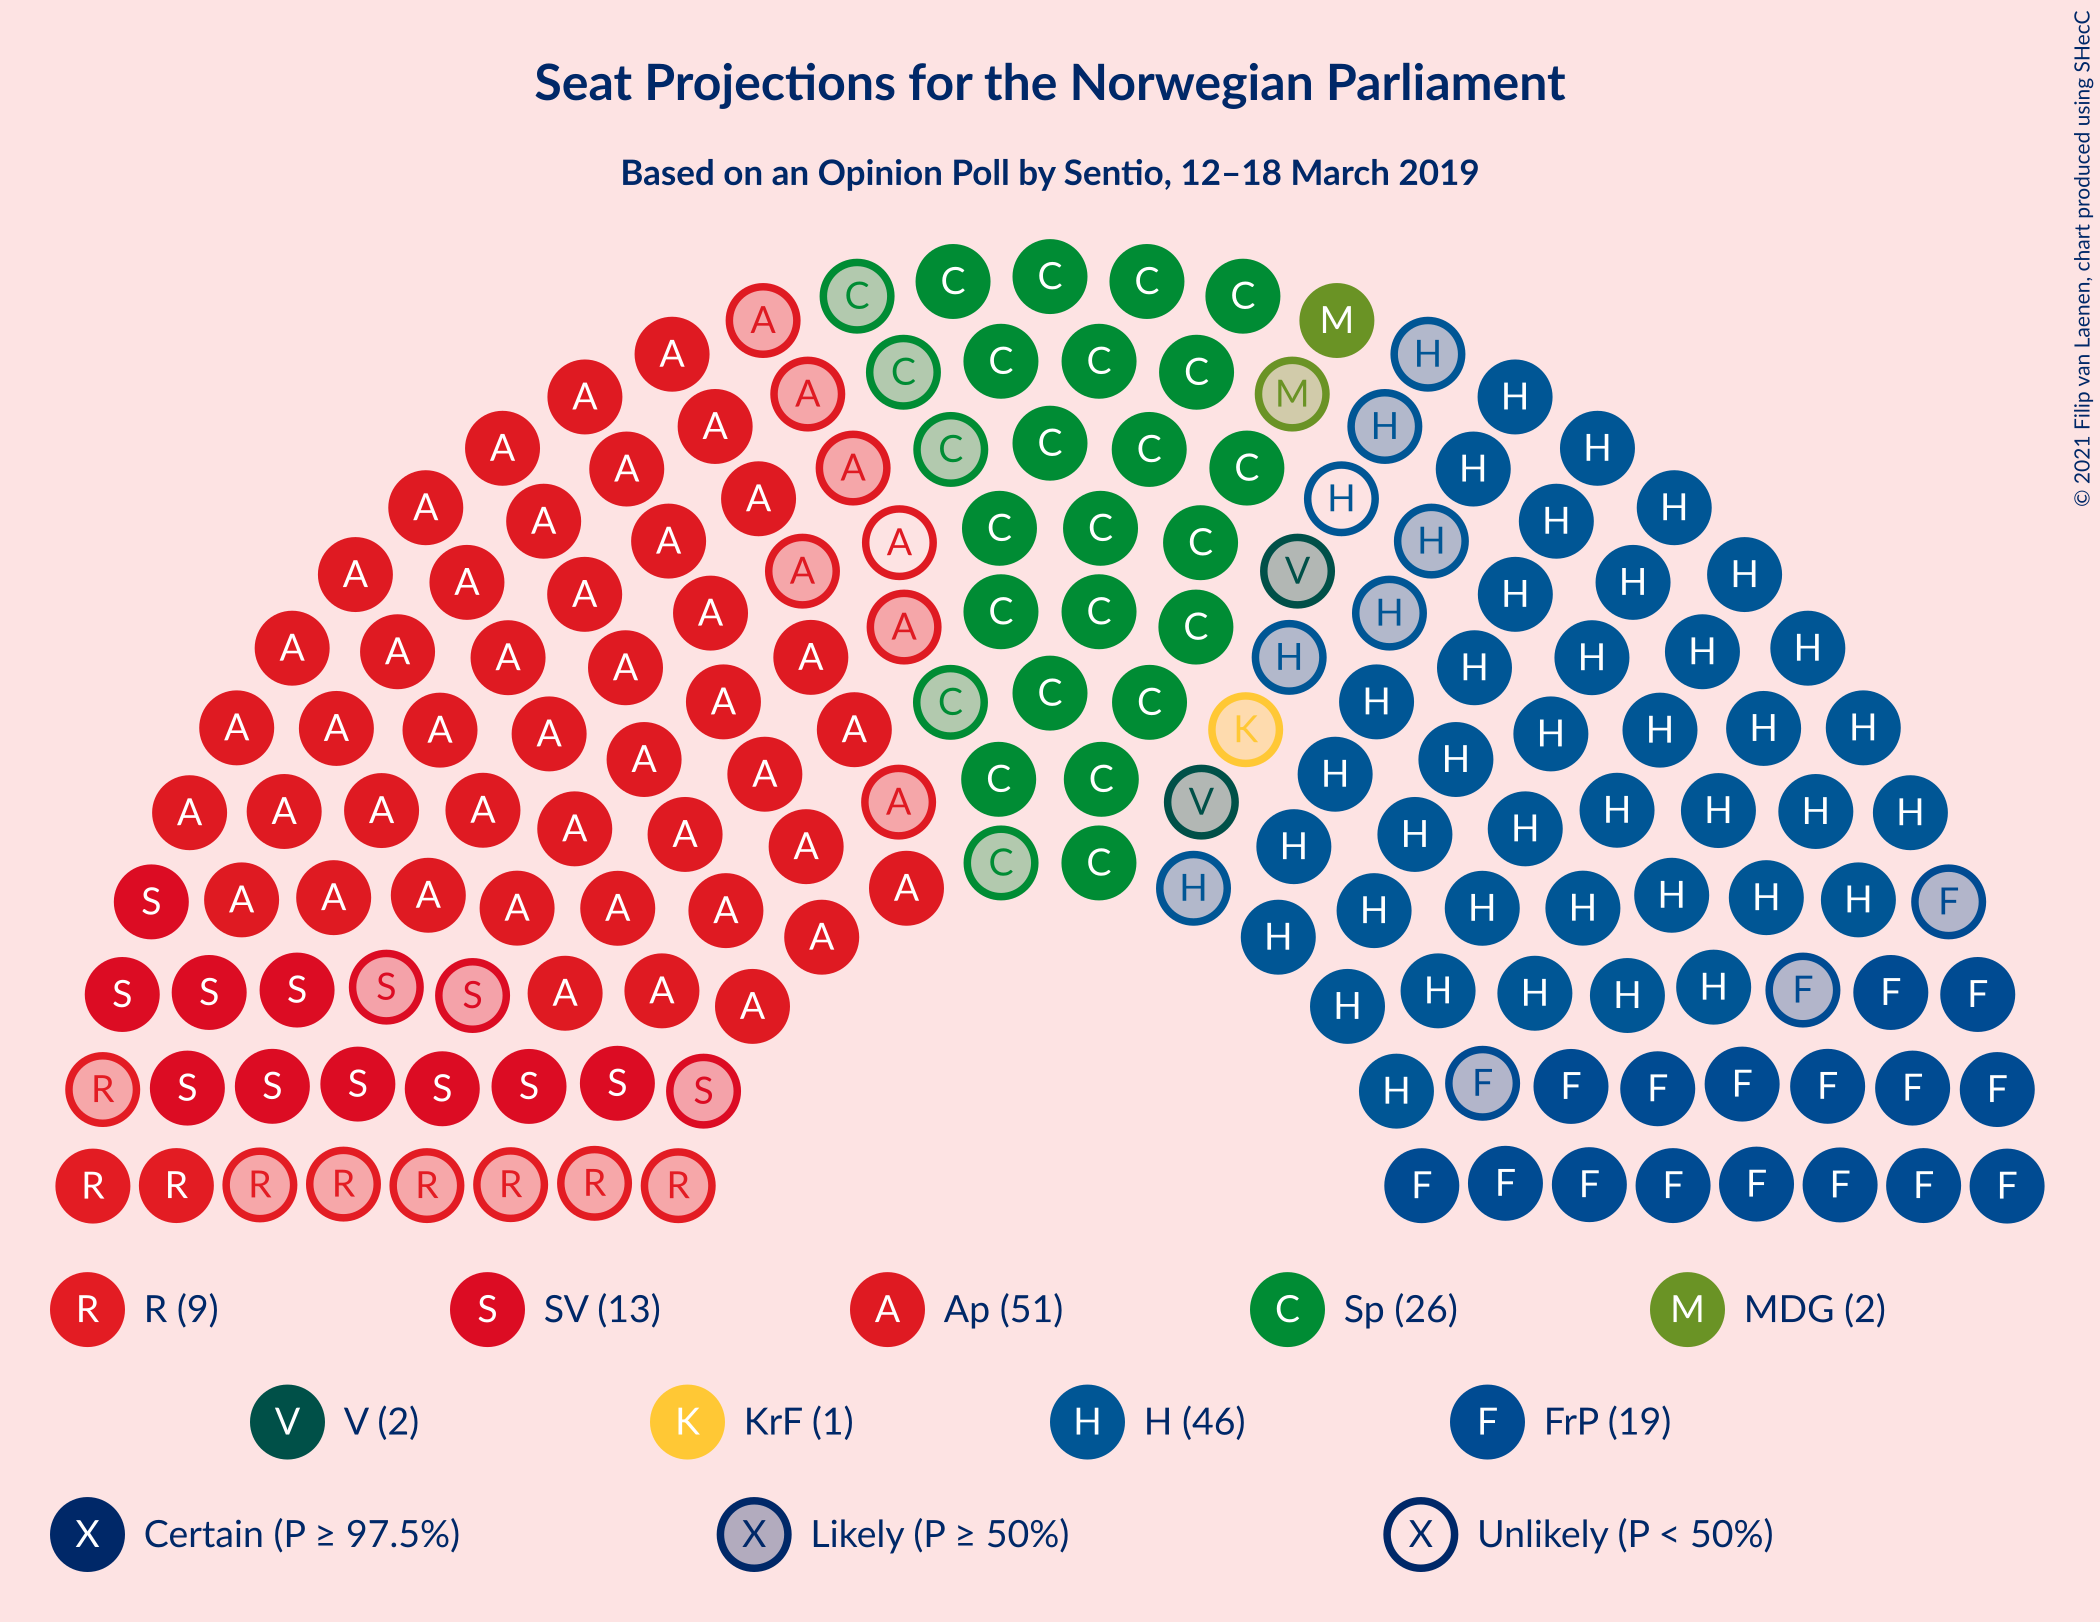 Seat Projections for the Norwegian Parliament
Based on an Opinion Poll by Sentio, 12–18 March 2019
© 2021 Filip van Laenen, chart produced using SHecC
C C C C C
A M
A H
C C C C
A A M H H
A C C C C H
A A H H
A A A C C C V H H H H
A A A A C C C H H H H
A A A A A C C C K H H H H H
A A A A A A A C C V H H H H H H
A A A A A A A A C C H H H H H H H H
S A A A A A A A H H H H H H H F
S S S S S A A A H H H H H F F F
R S S S S S S S H F F F F F F F
R R R R R R R R F F F F F F F F
R R (9) S SV (13) A Ap (51) C Sp (26) M MDG (2)
V V (2) K KrF (1) H H (46) F FrP (19)
X Certain (P ≥ 97.5%) X Likely (P ≥ 50%) X Unlikely (P < 50%)